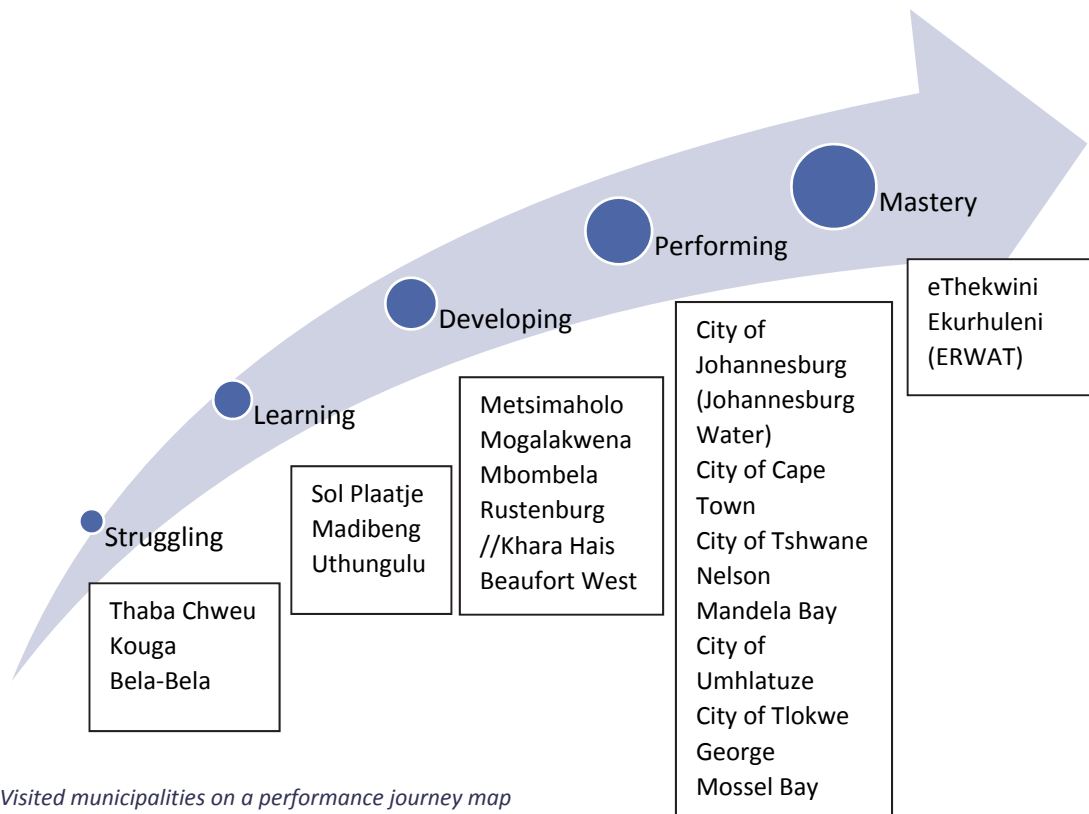 Struggling
Thaba Chweu
Kouga
Bela-Bela
Learning
Sol Plaatje
Madibeng
Uthungulu
Developing
Metsimaholo
Mogalakwena
Mbombela
Rustenburg
//Khara Hais
Beaufort West
Performing
City of
Johannesburg
(Johannesburg
Water)
City of Cape
Town
City of Tshwane
Nelson
Mandela Bay
City of
Umhlatuze
City of Tlokwe
George
Mossel Bay
Mastery
eThekwini
Ekurhuleni
(ERWAT)
Visited municipalities on a performance journey map